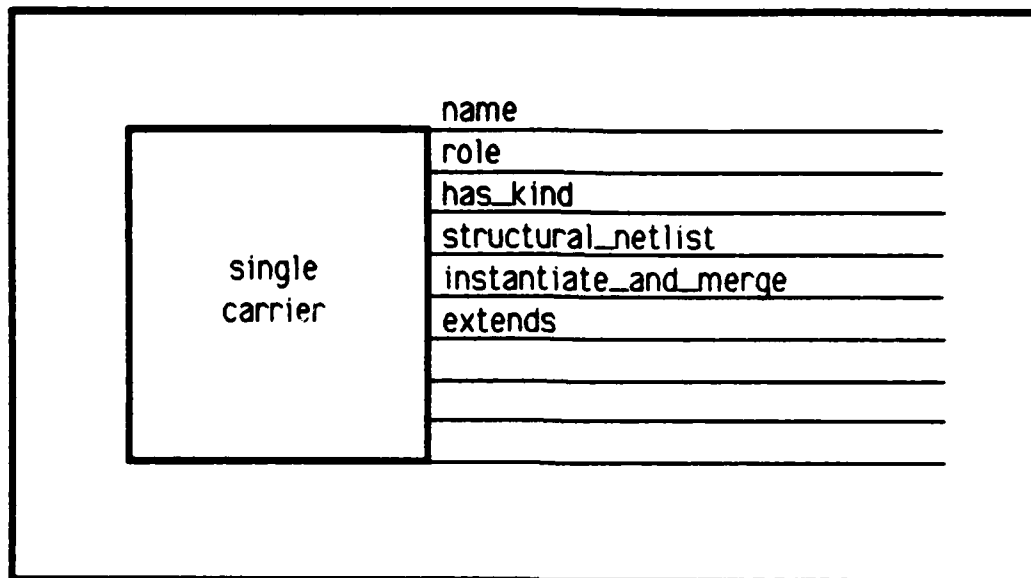 name
role
has_kind
structural_netlist
single
carrier
instantiate_and_merge
extends